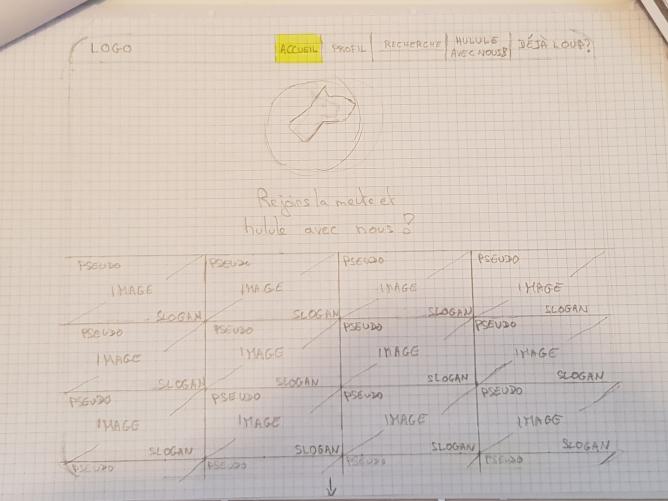 LOGO
ACCUEIL
PROFIL
RECHERCHE
HULULE
AVEC NOUS
DÉJÀ LOUP?
Rejoins la meute et
hulule avec nous!
PSEUDO PSEUDO PSEUDO PSEUDO
IMAGE IMAGE IMAGE IMAGE
SLOGAN SLOGAN SLOGAN SLOGAN
PSEUDO PSEUDO PSEUDO PSEUDO
IMAGE IMAGE IMAGE IMAGE
SLOGAN SLOGAN SLOGAN SLOGAN
PSEUDO PSEUDO PSEUDO PSEUDO
IMAGE IMAGE IMAGE IMAGE
SLOGAN SLOGAN SLOGAN SLOGAN
PSEUDO PSEUDO PSEUDO PSEUDO